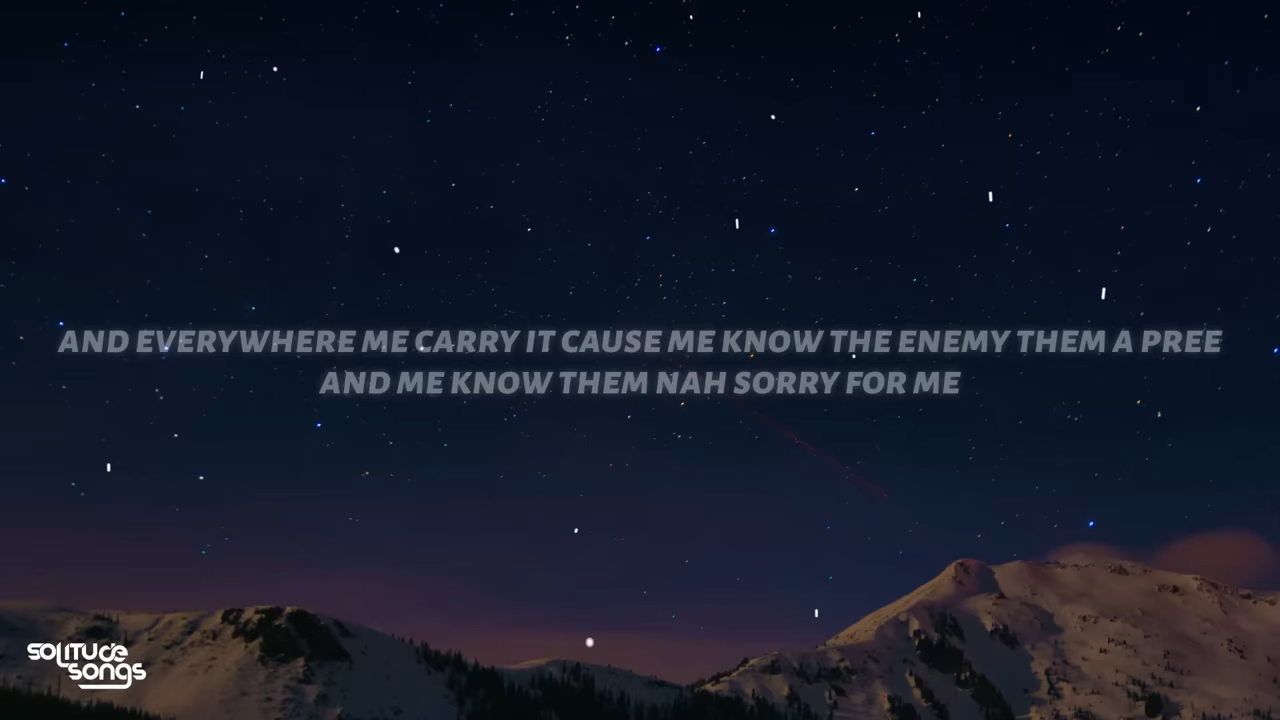 AND EVERYWHERE ME CARRY IT CAUSE ME KNOW THE ENEMY THEM A PREE
AND ME KNOW THEM NAH SORRY FOR ME
SOLITUDE
SONGS